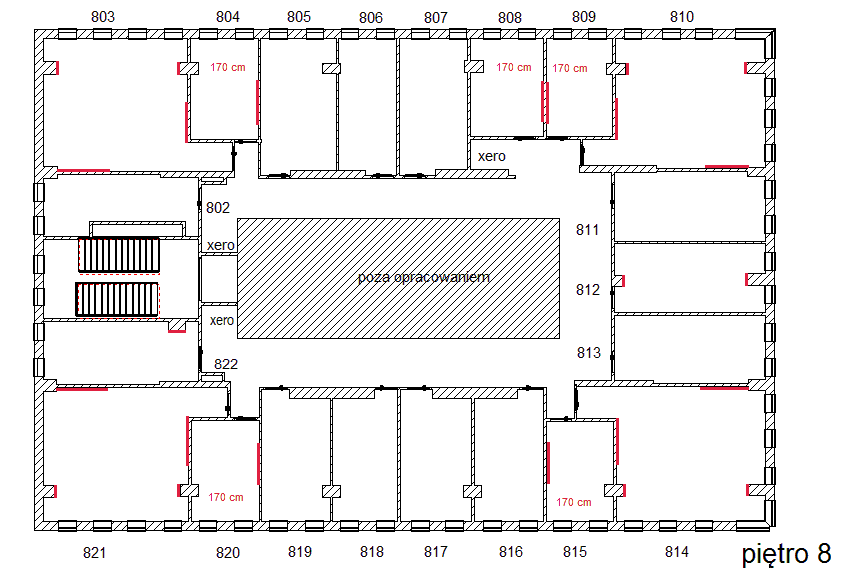 803 804 805 806 807 808 809 810
170 cm 170 cm 170 cm
xero
802
811
xero
poza opracowaniem
812
xero
813
822
170 cm 170 cm
821 820 819 818 817 816 815 814
piętro 8